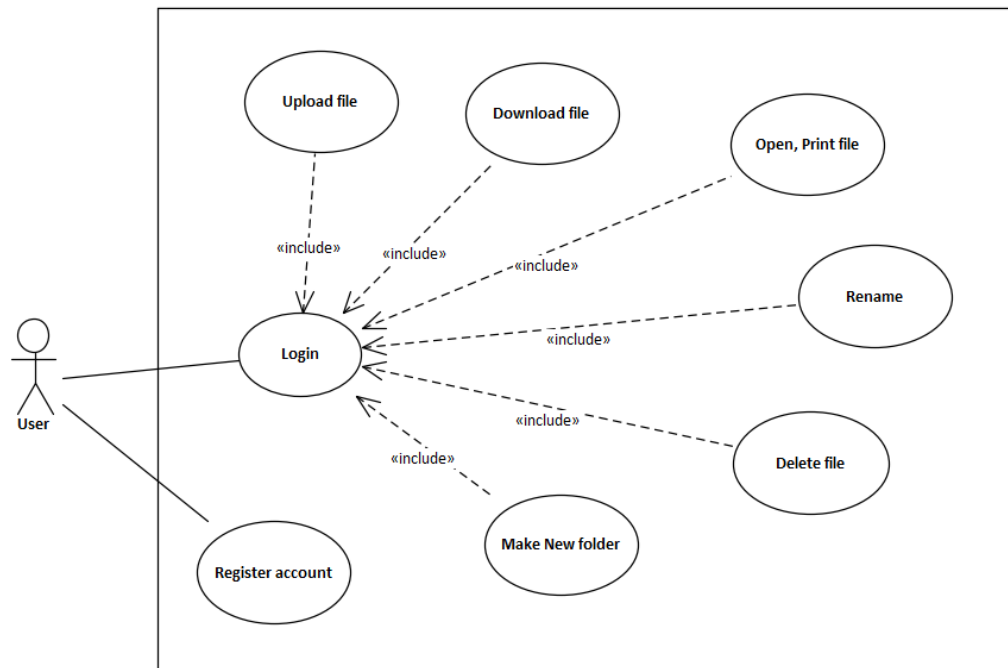 Upload file
Download file
Open, Print file
«include»
«include»
«include»
Rename
«include»
Login
User
«include»
«include»
Delete file
Make New folder
Register account